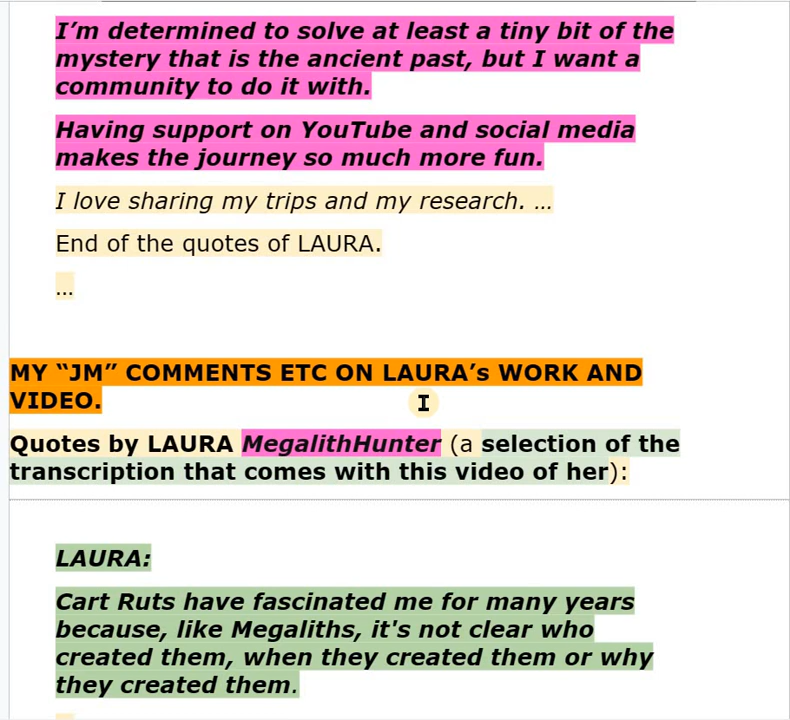 I’m determined to solve at least a tiny bit of the
mystery that is the ancient past, but I want a
community to do it with.
Having support on YouTube and social media
makes the journey so much more fun.
I love sharing my trips and my research. …
End of the quotes of LAURA.
…
MY “JM” COMMENTS ETC ON LAURA’s WORK AND
VIDEO.
Quotes by LAURA MegalithHunter (a selection of the
transcription that comes with this video of her):
LAURA:
Cart Ruts have fascinated me for many years
because, like Megaliths, it's not clear who
created them, when they created them or why
they created them.